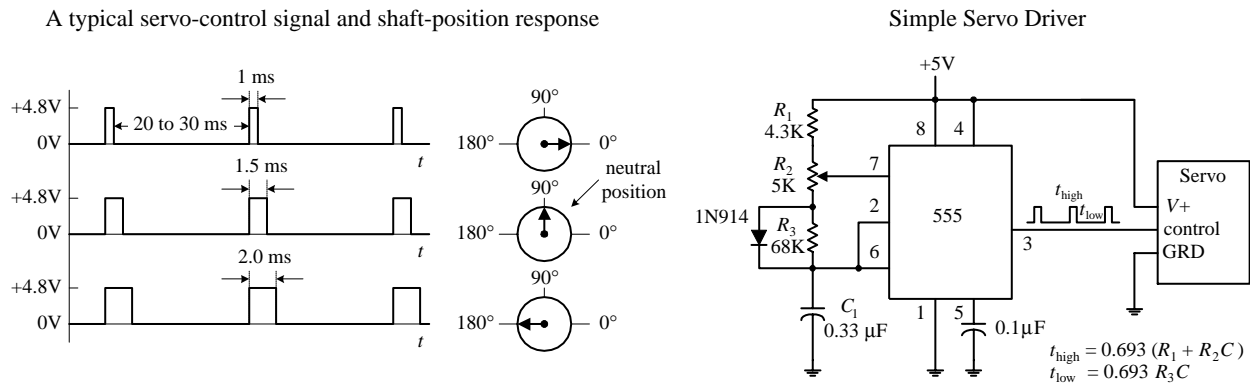 A typical servo-control signal and shaft-position response
1 ms
+4.8V
0V
20 to 30 ms
t
90°
180°
0°
1.5 ms
+4.8V
0V
t
neutral
position
90°
180°
0°
2.0 ms
+4.8V
0V
t
90°
180°
0°
Simple Servo Driver
+5V
R1
4.3K
R2
5K
1N914
R3
68K
C1
0.33 μF
8
4
7
2
6
555
3
1
5
0.1μF
thigh
tlow
Servo
V+
control
GRD
thigh = 0.693 (R1 + R2C)
tlow = 0.693 R3C